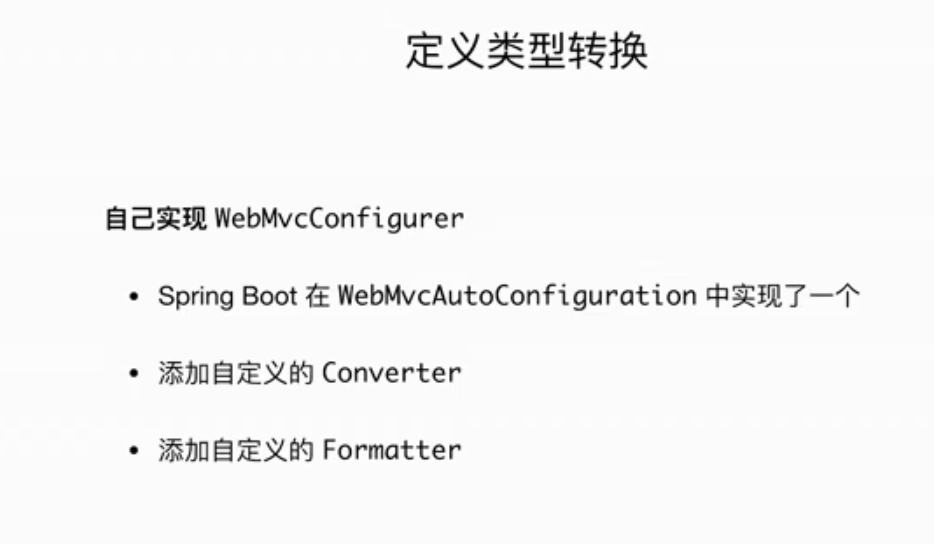 定义类型转换
自己实现 WebMvcConfigurer
• Spring Boot 在 WebMvcAutoConfiguration 中实现了一个
• 添加自定义的 Converter
• 添加自定义的 Formatter